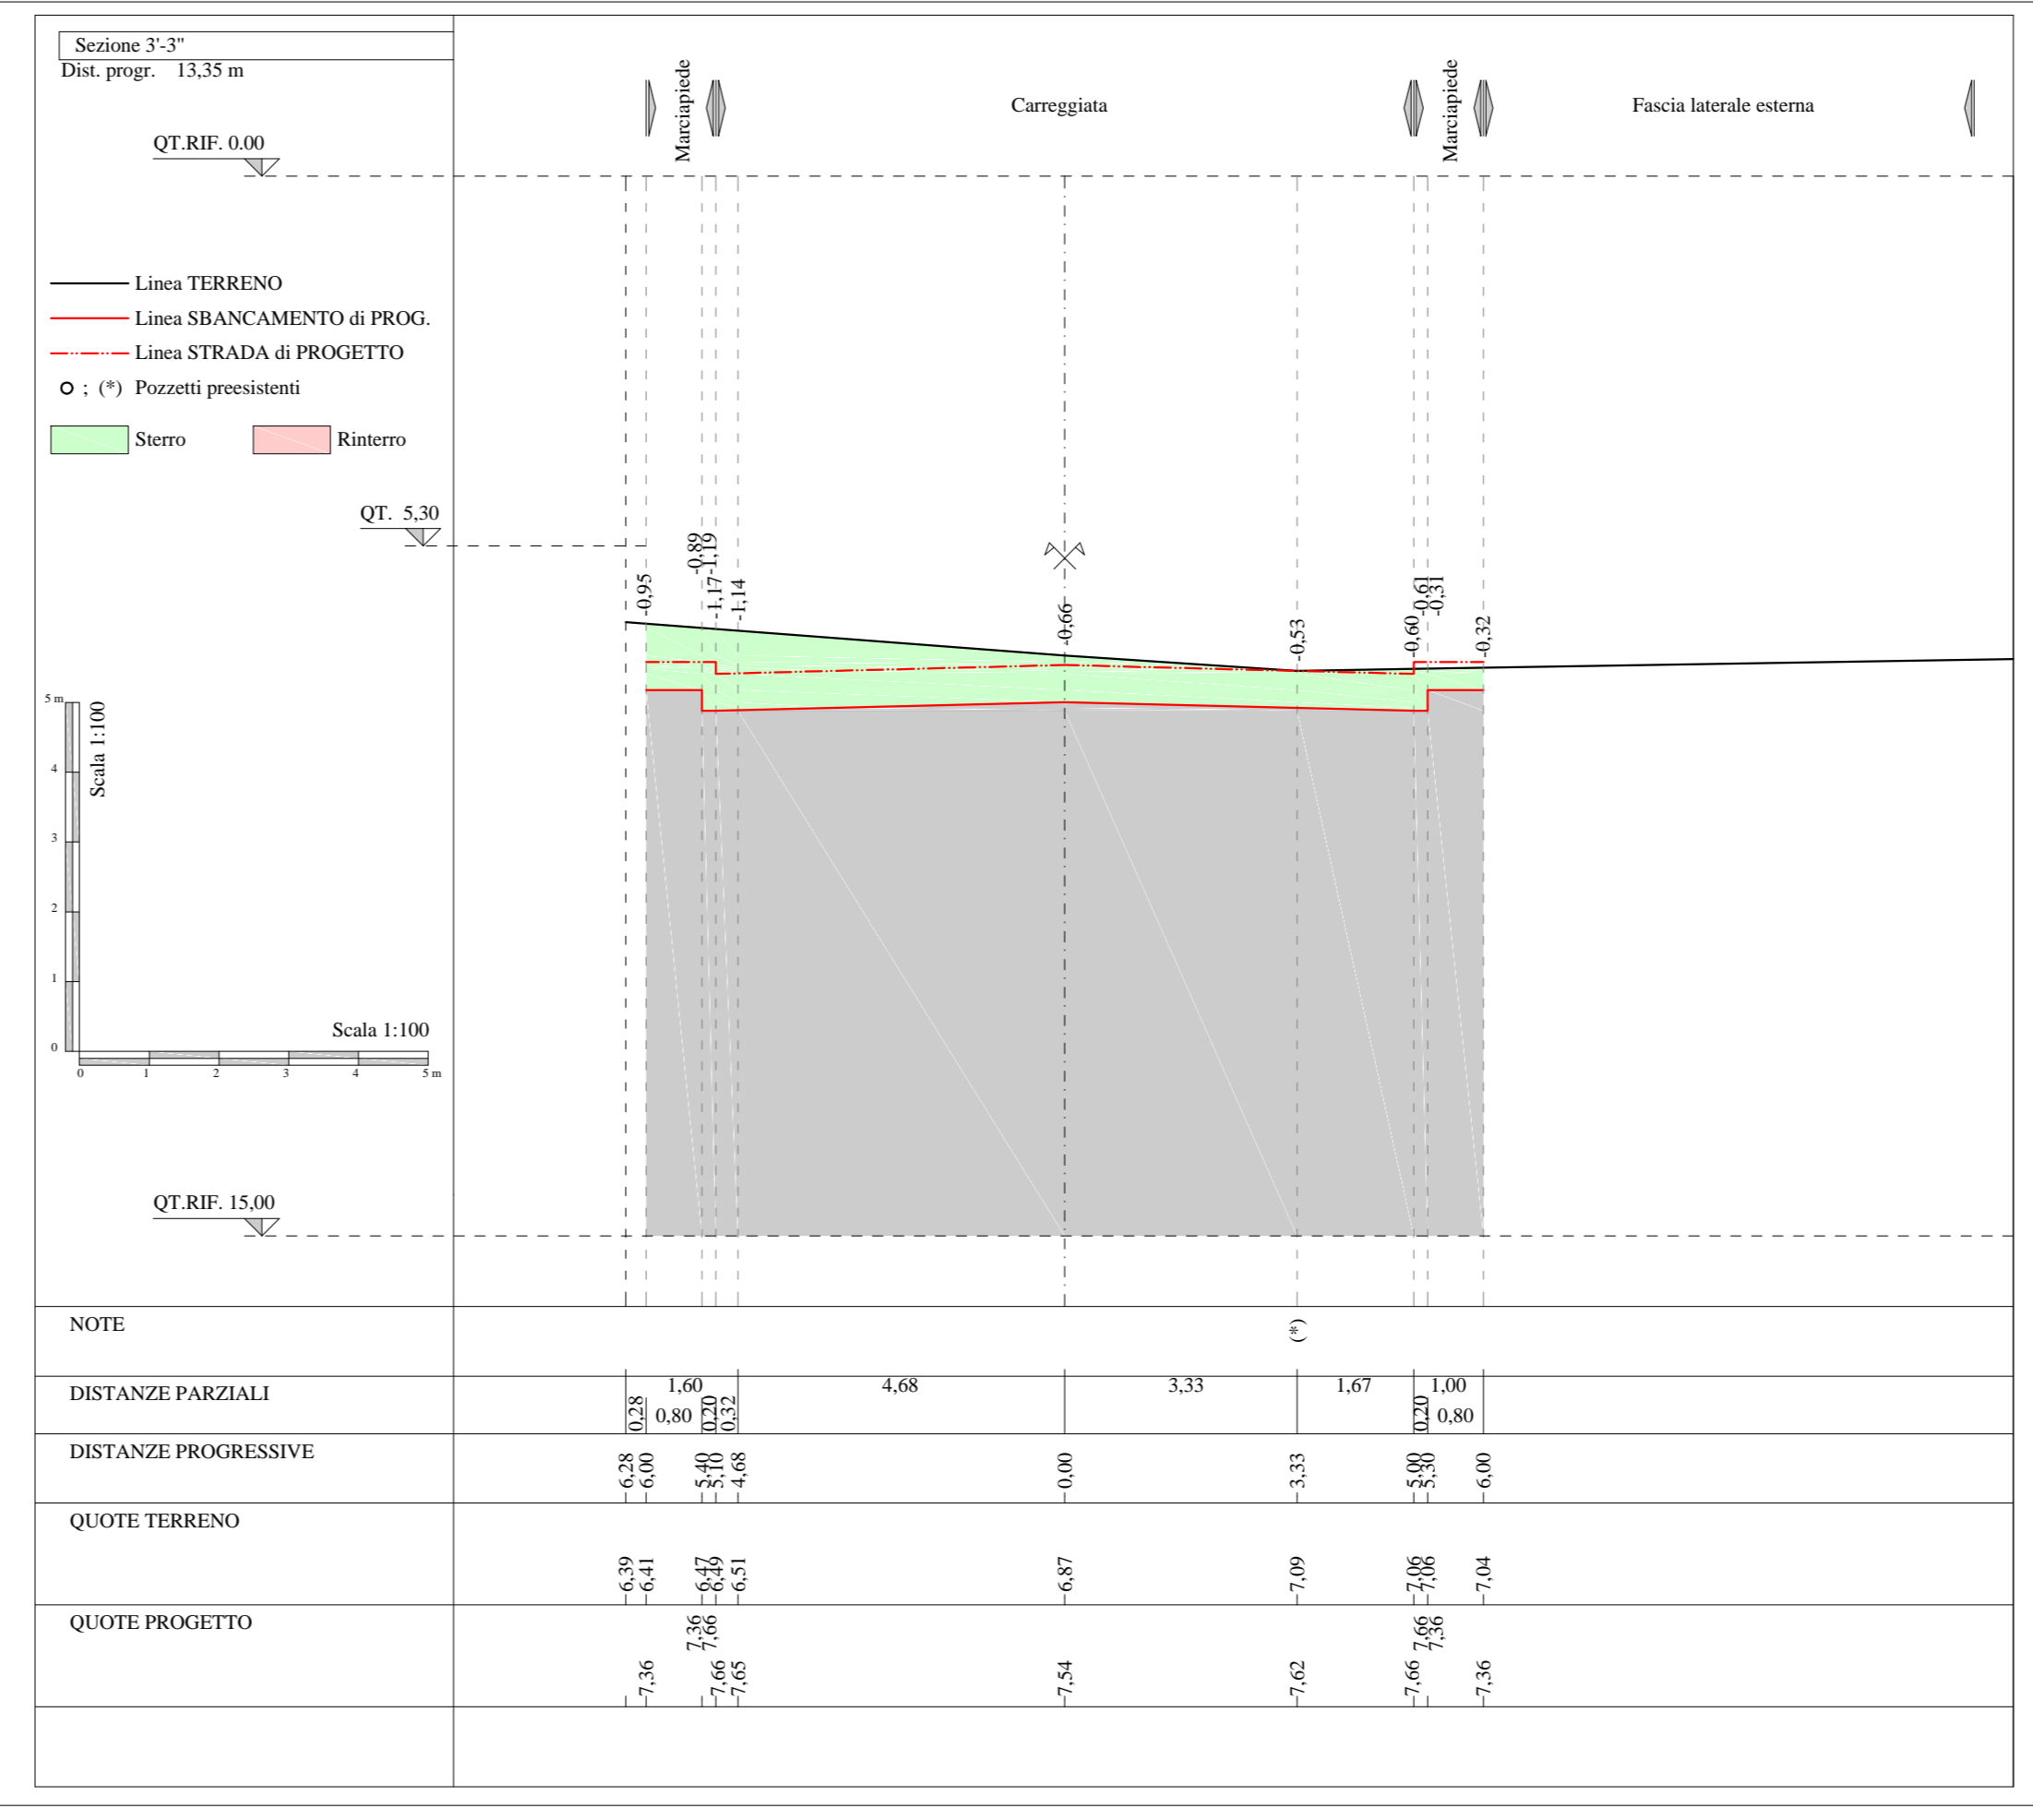 Sezione 3'-3"
Dist. progr. 13,35 m
Marciapiede
Carreggiata
Marciapiede
Fascia laterale esterna
QT.RIF. 0.00
Linea TERRENO
Linea SBANCAMENTO di PROG.
Linea STRADA di PROGETTO
; (*) Pozzetti preesistenti
Sterro
Rinterro
QT. 5,30
-0,95
-0,89
-1,19
-1,17
-1,14
-0,66
-0,53
-0,60
-0,61
-0,31
-0,32
5 m
4
3
2
1
0
Scala 1:100
Scala 1:100
0 1 2 3 4 5 m
QT.RIF. 15,00
NOTE
(*)
DISTANZE PARZIALI
1,60 4,68 3,33 1,67 1,00
0,28 0,80 0,20 0,32 0,20 0,80
DISTANZE PROGRESSIVE
6,28 6,00 5,40 5,10 4,68 0,00 3,33 5,00 5,30 6,00
QUOTE TERRENO
6,39 6,41 6,47 6,49 6,51 6,87 7,09 7,06 7,06 7,04
QUOTE PROGETTO
7,36 7,66 7,66 7,36
7,36 7,66 7,65 7,54 7,62 7,66 7,36